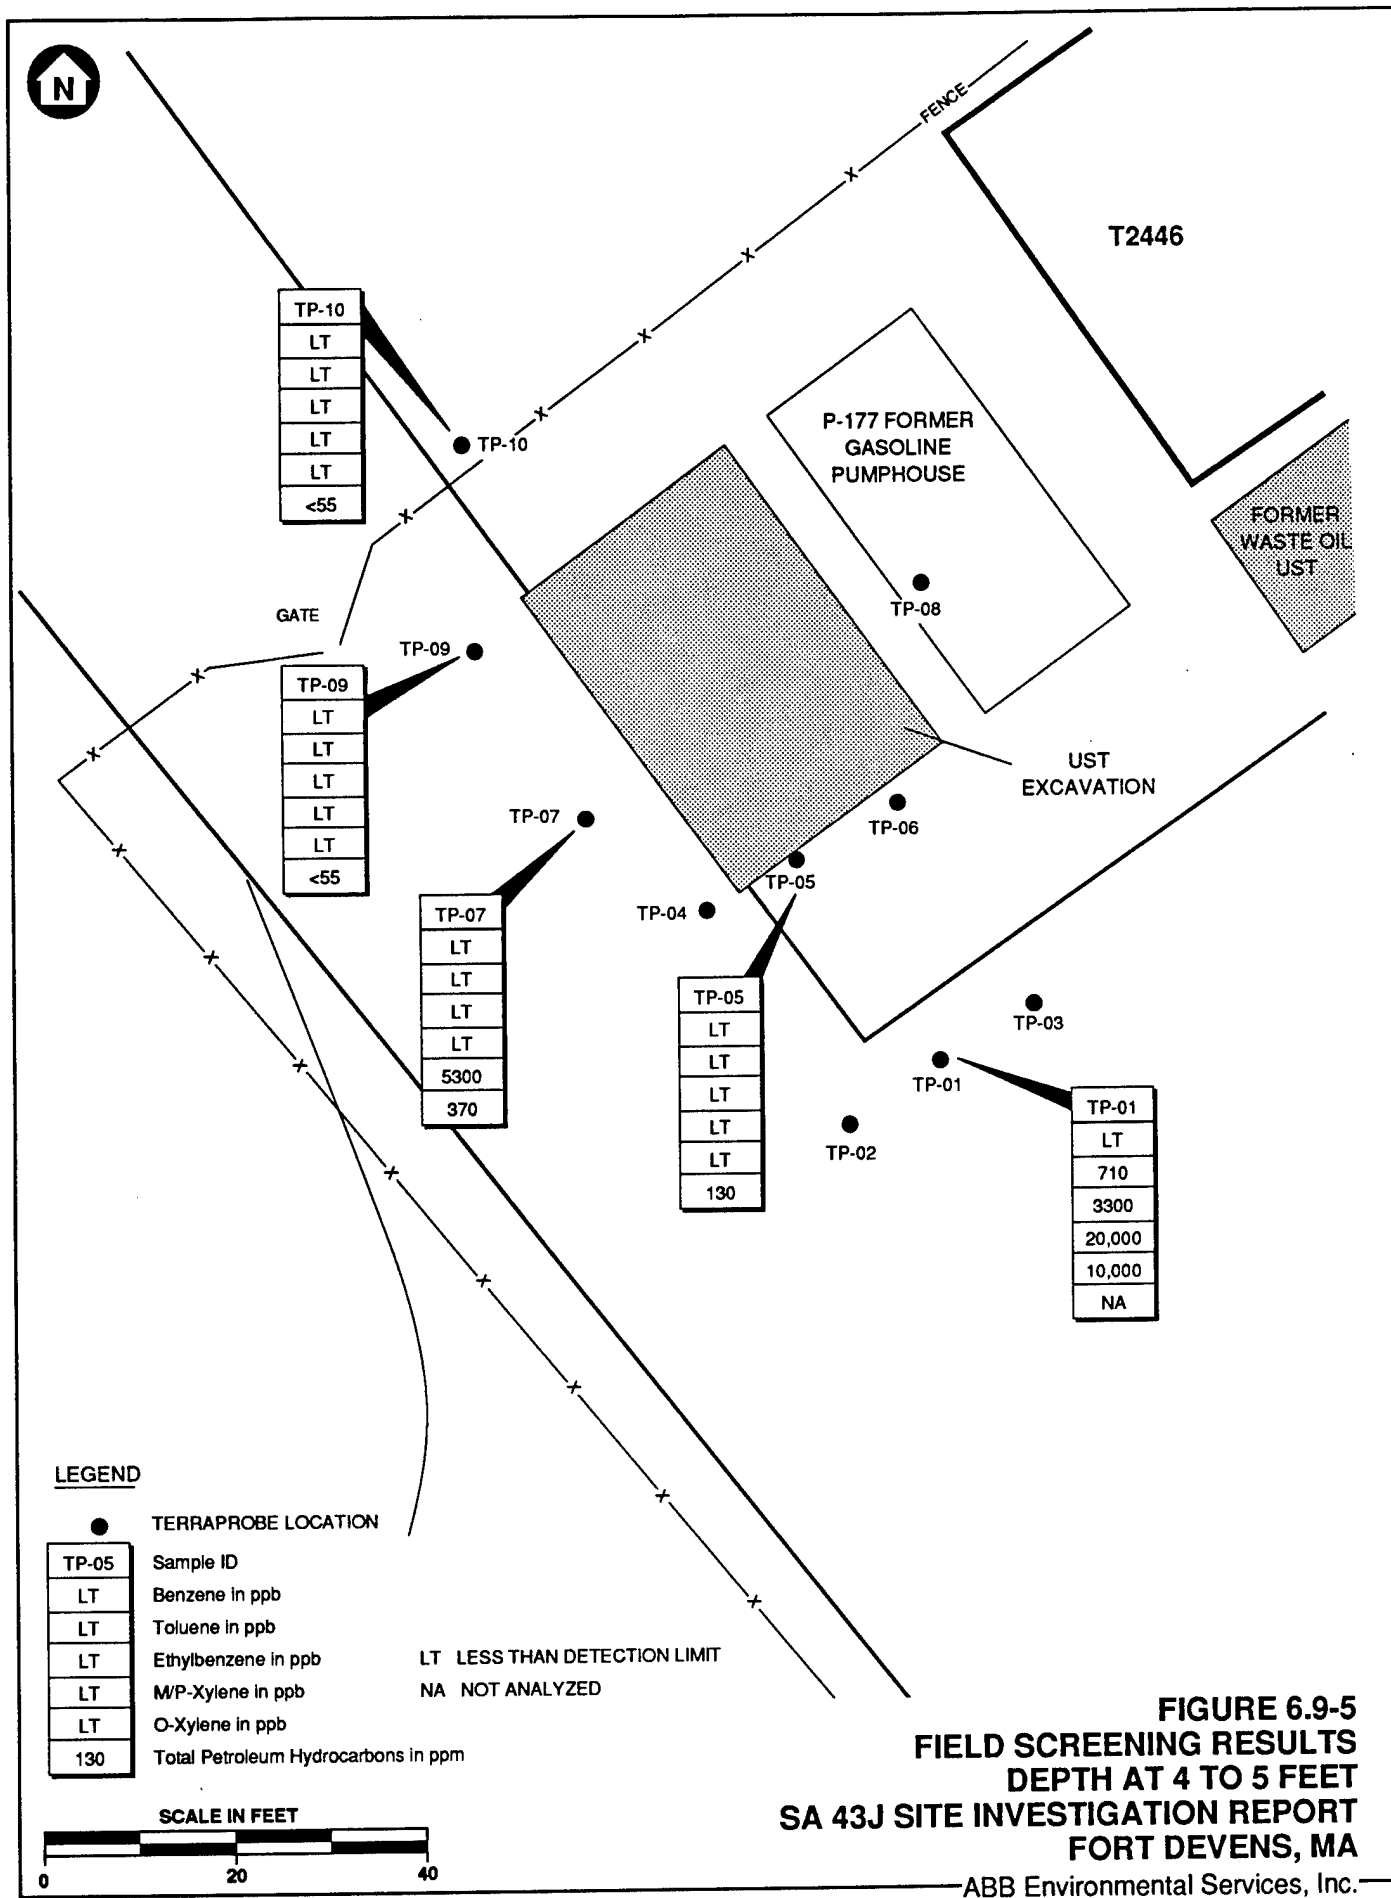 N
FENCE
T2446
TP-10
LT
LT
LT
LT
LT
<55
TP-10
P-177 FORMER
GASOLINE
PUMPHOUSE
FORMER
WASTE OIL
UST
TP-08
GATE
TP-09
TP-09
LT
LT
LT
LT
LT
<55
UST
EXCAVATION
TP-07
TP-06
TP-05
TP-04
TP-07
LT
LT
LT
LT
5300
370
TP-05
LT
LT
LT
LT
LT
130
TP-03
TP-01
TP-02
TP-01
LT
710
3300
20,000
10,000
NA
LEGEND
TERRAPROBE LOCATION
TP-05 Sample ID
LT Benzene in ppb
LT Toluene in ppb
LT Ethylbenzene in ppb
LT M/P-Xylene in ppb
LT O-Xylene in ppb
130 Total Petroleum Hydrocarbons in ppm
LT LESS THAN DETECTION LIMIT
NA NOT ANALYZED
SCALE IN FEET
0 20 40
FIGURE 6.9-5
FIELD SCREENING RESULTS
DEPTH AT 4 TO 5 FEET
SA 43J SITE INVESTIGATION REPORT
FORT DEVENS, MA
ABB Environmental Services, Inc.